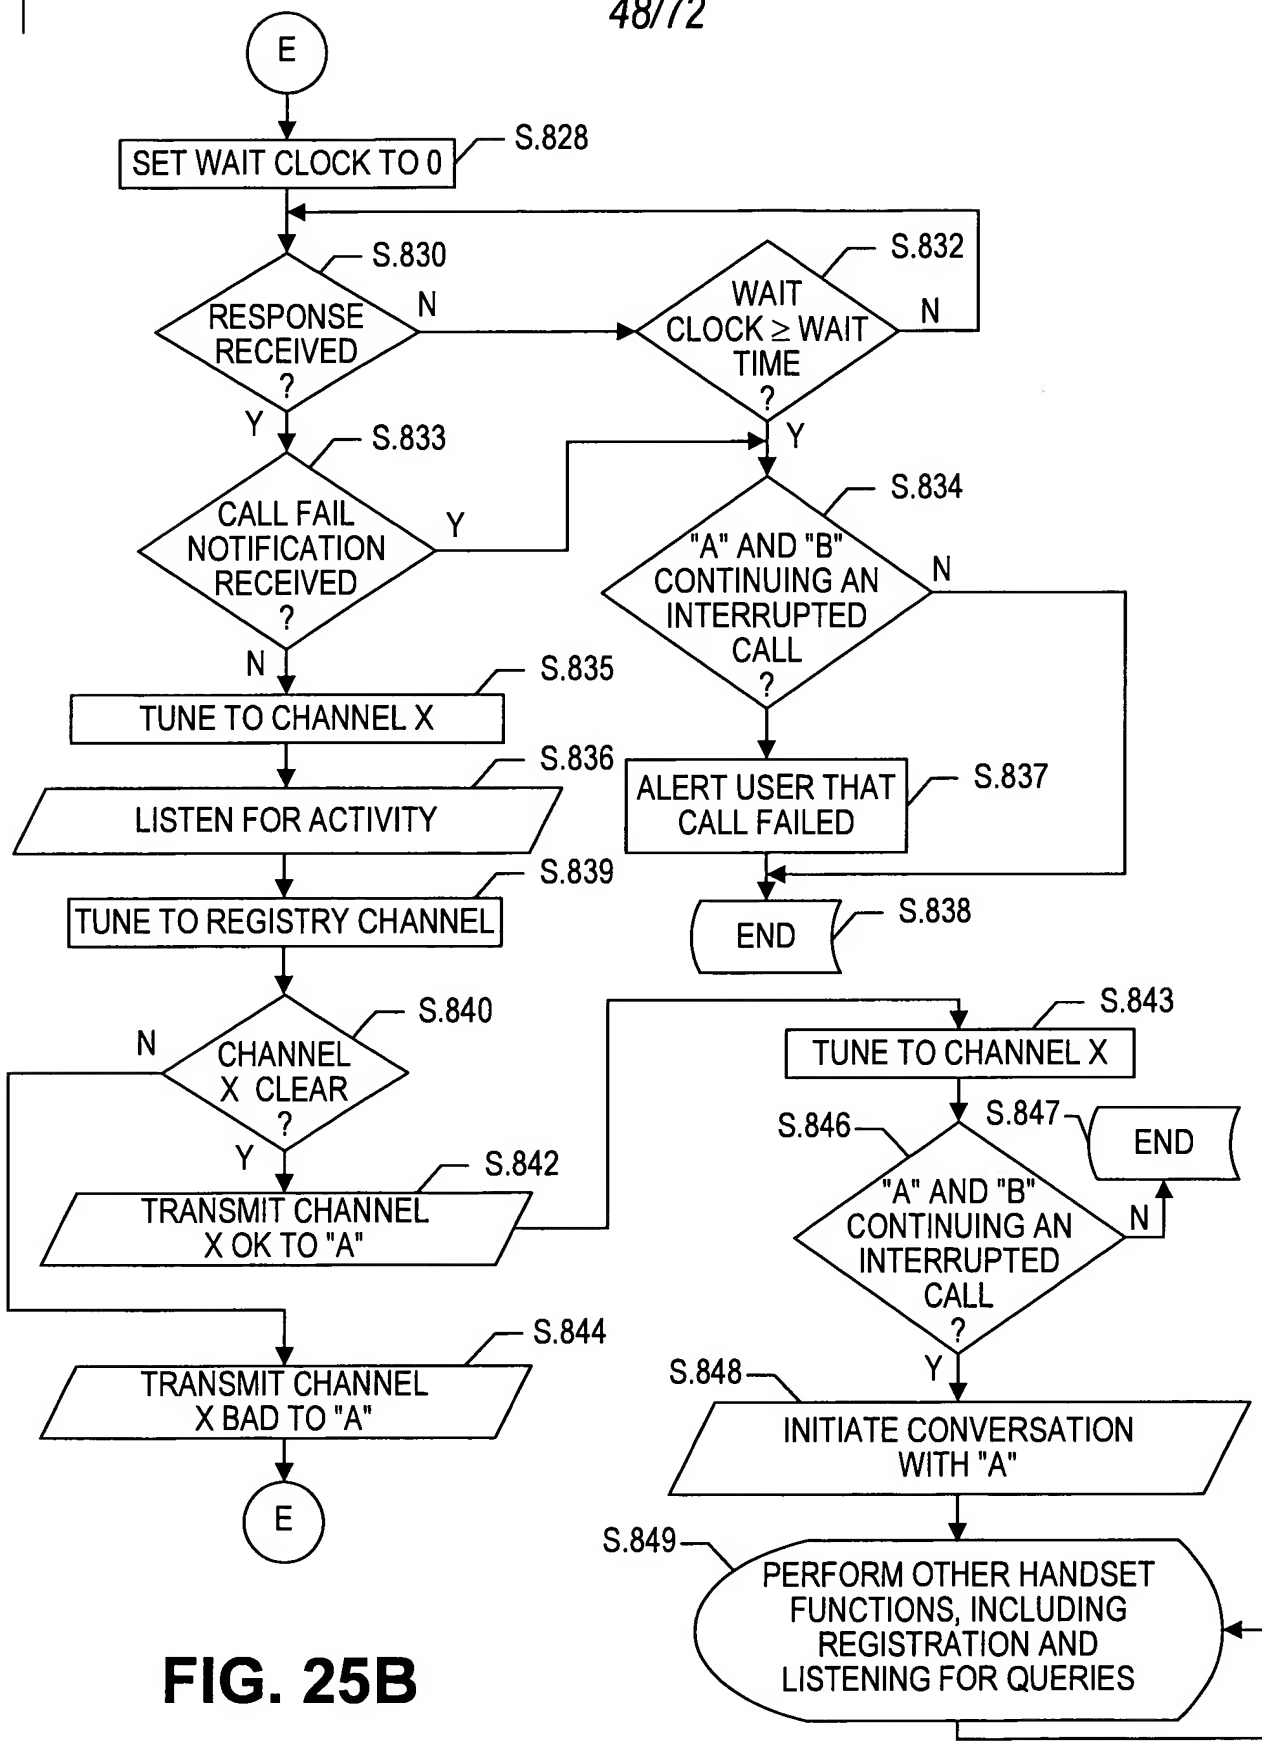 48/72
E
SET WAIT CLOCK TO 0
S.828
S.830
RESPONSE
RECEIVED
?
N
Y
S.832
WAIT
CLOCK ≥ WAIT
TIME
?
N
Y
S.833
CALL FAIL
NOTIFICATION
RECEIVED
?
Y
N
S.834
"A" AND "B"
CONTINUING AN
INTERRUPTED
CALL
?
N
S.835
TUNE TO CHANNEL X
S.836
LISTEN FOR ACTIVITY
S.837
ALERT USER THAT
CALL FAILED
S.839
TUNE TO REGISTRY CHANNEL
S.838
END
S.840
CHANNEL
X CLEAR
?
N
Y
S.842
TRANSMIT CHANNEL
X OK TO "A"
S.843
TUNE TO CHANNEL X
S.846
"A" AND "B"
CONTINUING AN
INTERRUPTED
CALL
?
N
Y
S.847
END
S.844
TRANSMIT CHANNEL
X BAD TO "A"
E
S.848
INITIATE CONVERSATION
WITH "A"
S.849
PERFORM OTHER HANDSET
FUNCTIONS, INCLUDING
REGISTRATION AND
LISTENING FOR QUERIES
FIG. 25B